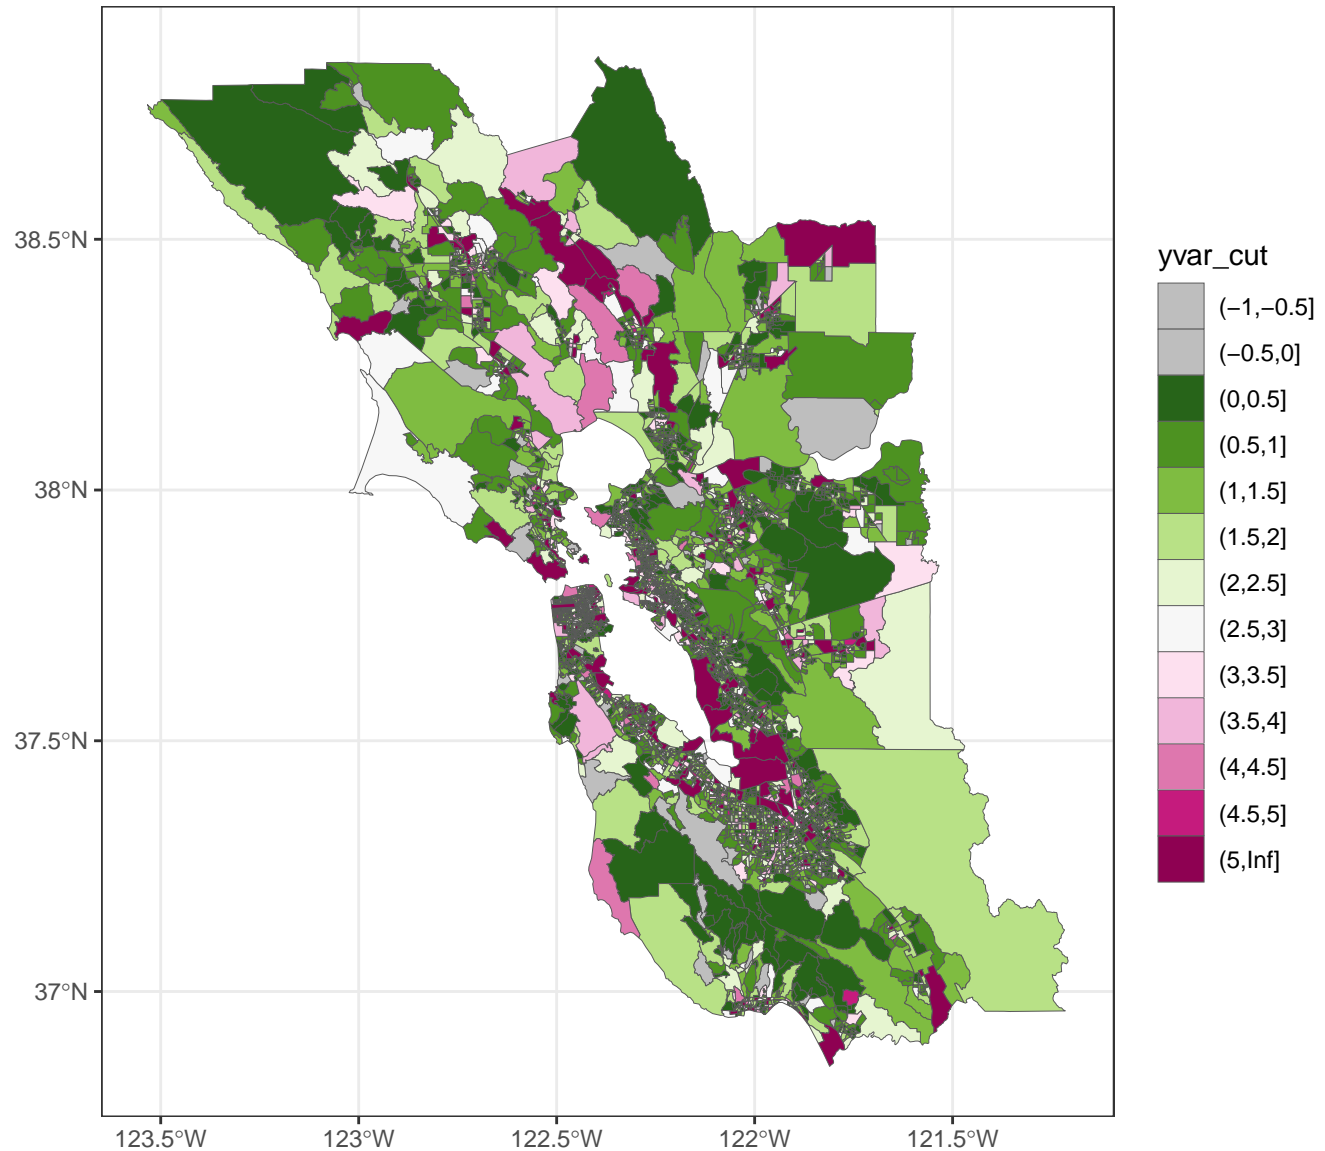 38.5°N
38°N
37.5°N
37°N
123.5°W
123°W
122.5°W
122°W
121.5°W
yvar_cut
(−1,−0.5]
(−0.5,0]
(0,0.5]
(0.5,1]
(1,1.5]
(1.5,2]
(2,2.5]
(2.5,3]
(3,3.5]
(3.5,4]
(4,4.5]
(4.5,5]
(5,Inf]